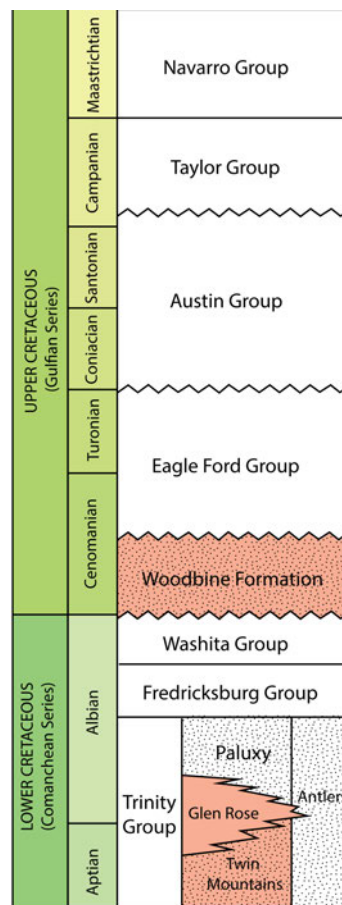 UPPER CRETACEOUS
(Gulfian Series)
LOWER CRETACEOUS
(Comanchean Series)
Maastrichtian
Campanian
Santonian
Coniacian
Turonian
Cenomanian
Albian
Aptian
Navarro Group
Taylor Group
Austin Group
Eagle Ford Group
Woodbine Formation
Washita Group
Fredricksburg Group
Trinity
Group
Paluxy
Glen Rose
Antler
Twin
Mountains